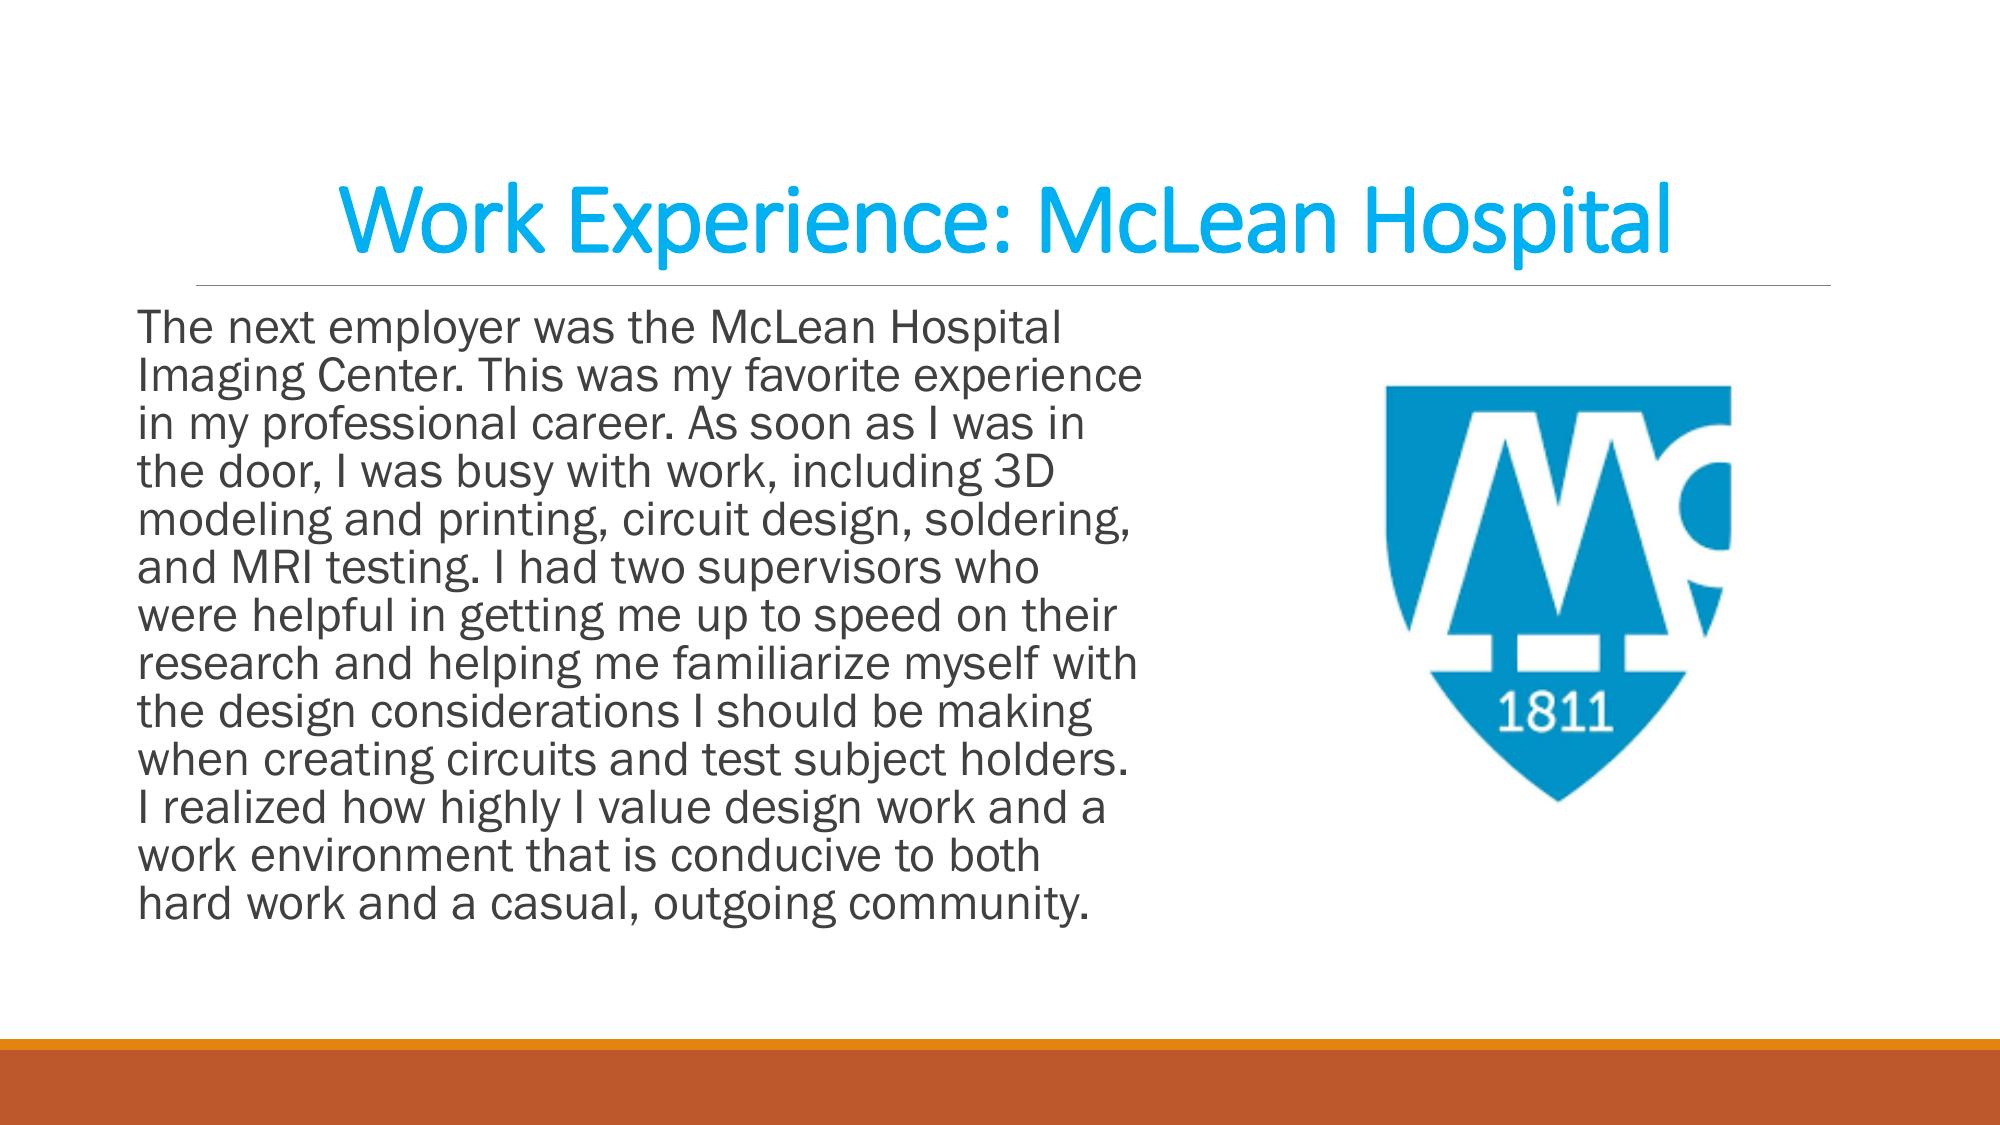 Work Experience: McLean Hospital
The next employer was the McLean Hospital
Imaging Center. This was my favorite experience
in my professional career. As soon as I was in
the door, I was busy with work, including 3D
modeling and printing, circuit design, soldering,
and MRI testing. I had two supervisors who
were helpful in getting me up to speed on their
research and helping me familiarize myself with
the design considerations I should be making
when creating circuits and test subject holders.
I realized how highly I value design work and a
work environment that is conducive to both
hard work and a casual, outgoing community.
Mc
1811